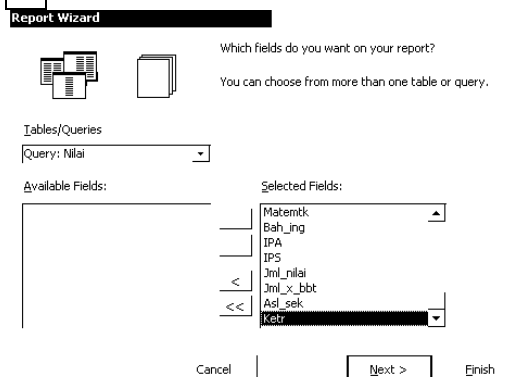 Report Wizard
Which fields do you want on your report?
You can choose from more than one table or query.
Tables/Queries
Query: Nilai
Available Fields:
Selected Fields:
Matemtk
Bah_ing
IPA
IPS
Jml_nilai
Jml_x_bbt
Asl_sek
Ketr
<
<<
Cancel
Next >
Finish